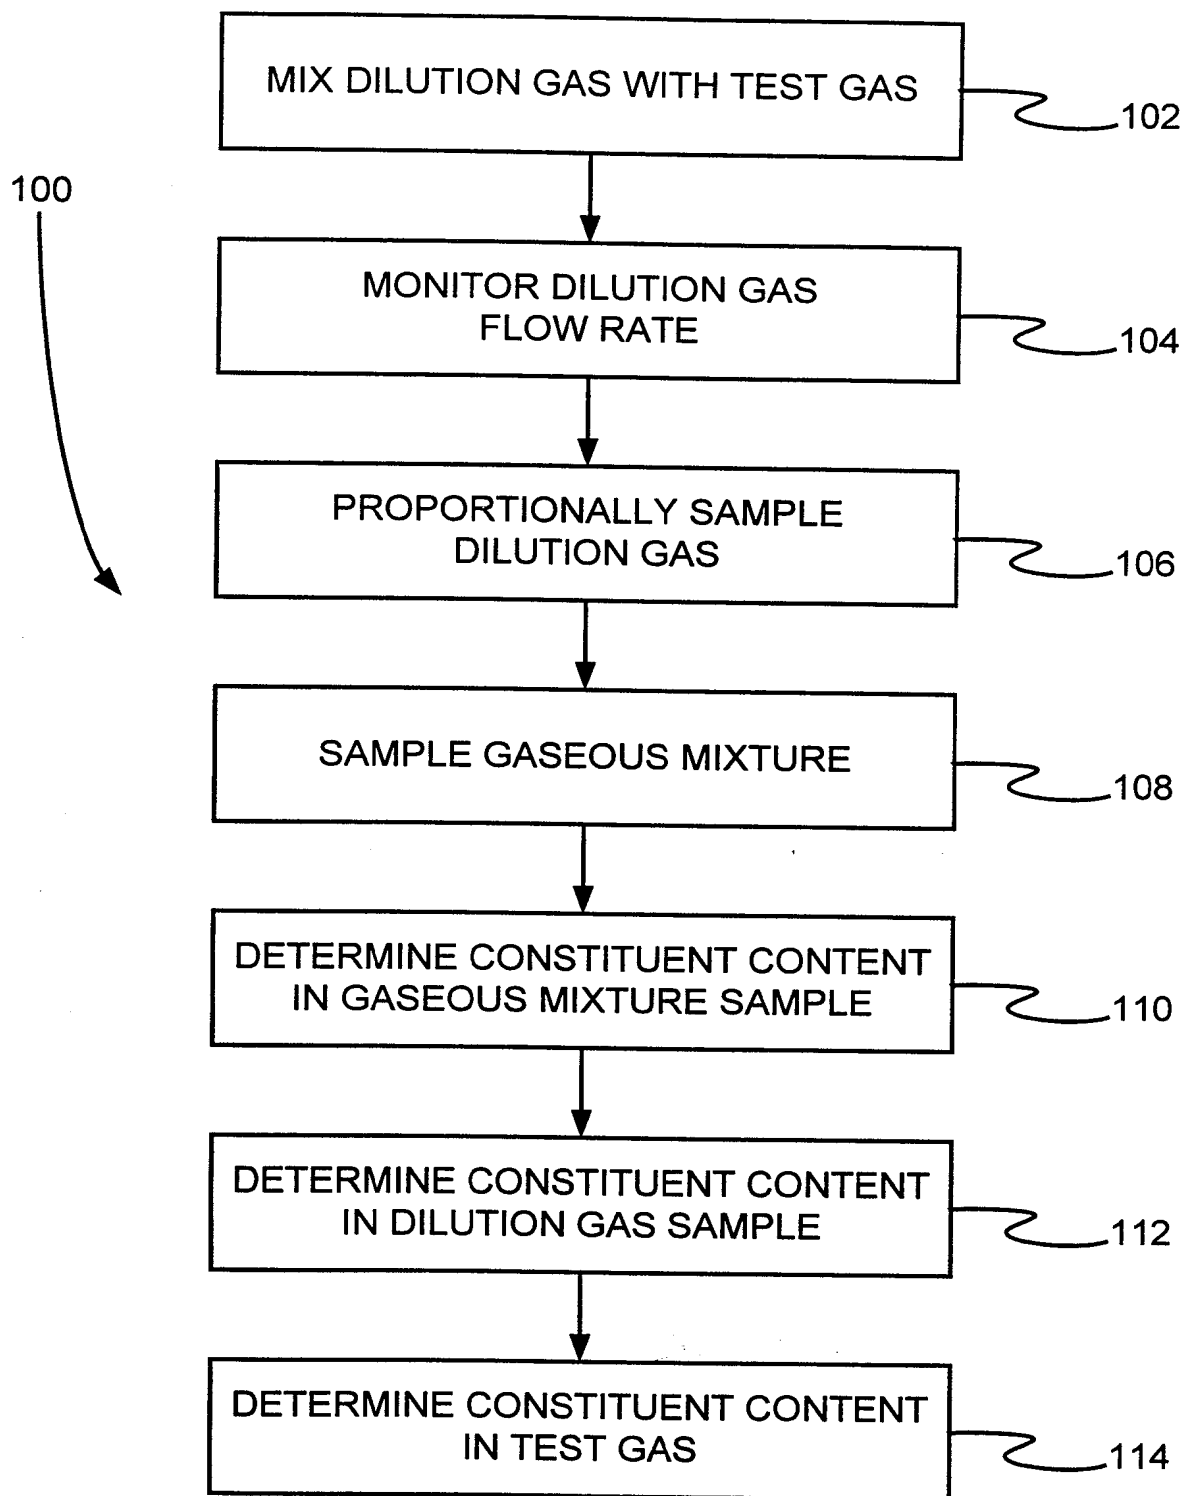 MIX DILUTION GAS WITH TEST GAS
102
100
MONITOR DILUTION GAS
FLOW RATE
104
PROPORTIONALLY SAMPLE
DILUTION GAS
106
SAMPLE GASEOUS MIXTURE
108
DETERMINE CONSTITUENT CONTENT
IN GASEOUS MIXTURE SAMPLE
110
DETERMINE CONSTITUENT CONTENT
IN DILUTION GAS SAMPLE
112
DETERMINE CONSTITUENT CONTENT
IN TEST GAS
114